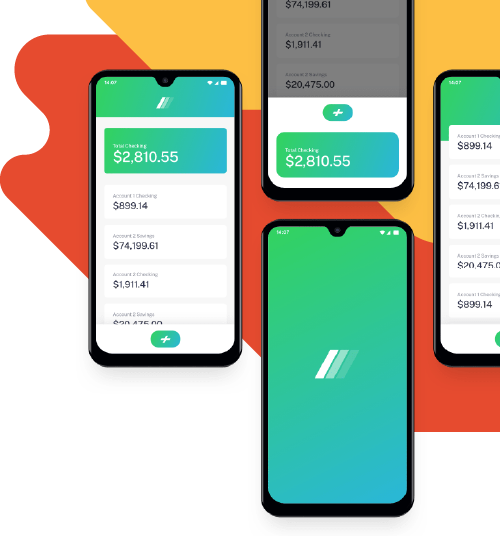 14:07
Total Checking
$2,810.55
Account 1 Checking
$899.14
Account 2 Savings
$74,199.61
Account 2 Checking
$1,911.41
Account 2 Savings
$20,475.00
$74,199.61
Account 2 Checking
$1,911.41
Account 2 Savings
$20,475.00
Total Checking
$2,810.55
14:07
14:07
Account 1 Checking
$899.14
Account 2 Savings
$74,199.6
Account 2 Checking
$1,911.41
Account 2 Savings
$20,475.0
Account 1 Checking
$899.14